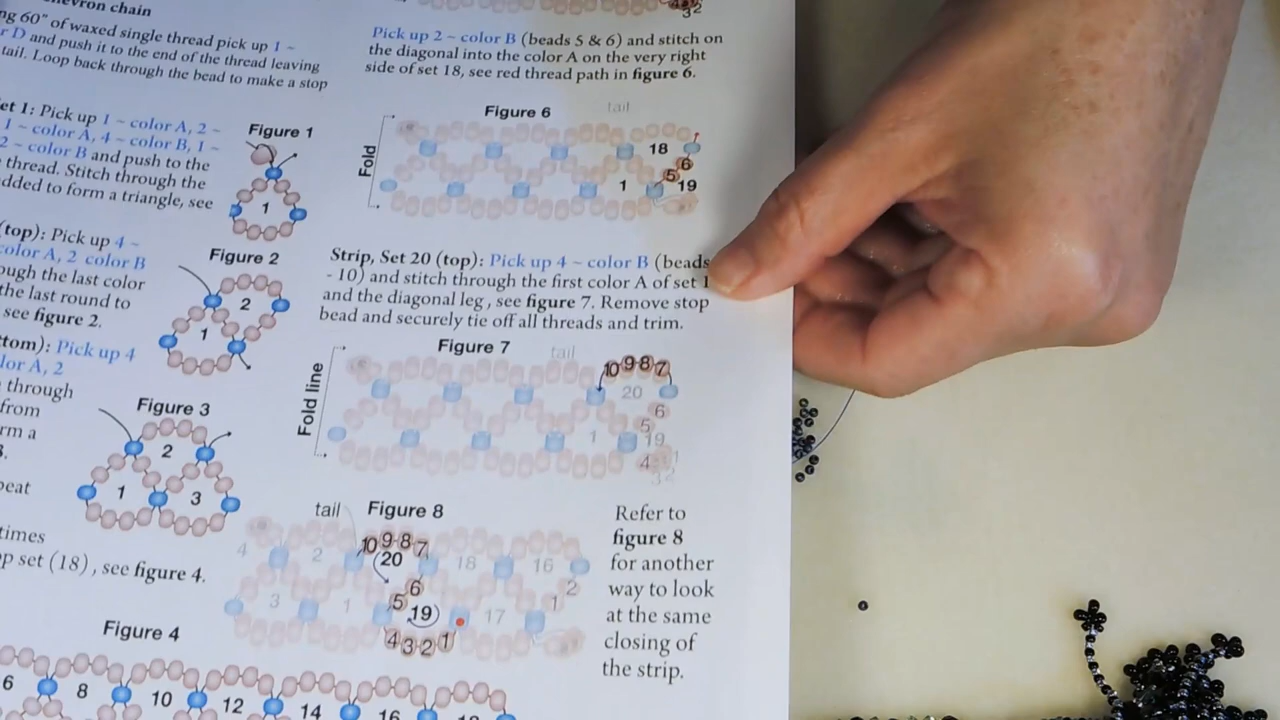 evron chain
ng 60" of waxed single thread pick up 1 ~
r D and push it to the end of the thread leaving
tail. Loop back through the bead to make a stop
et 1: Pick up 1 ~ color A, 2 ~
1 ~ color A, 4 ~ color B, 1 ~
2 ~ color B and push to the
thread. Stitch through the
dded to form a triangle, see
Figure 1
1
(top): Pick up 4 ~
color A, 2 color B
ough the last color
the last round to
see figure 2.
Figure 2
2
1
ttom): Pick up 4
lor A, 2
through
from
rm a
3.
Figure 3
2
1 3
peat
times
op set (18) , see figure 4.
Figure 4
6 8 10 12 14 16 18
3 2
Pick up 2 ~ color B (beads 5 & 6) and stitch on
the diagonal into the color A on the very right
side of set 18, see red thread path in figure 6.
Figure 6
tail
Fold
18
6
5
1 19
Strip, Set 20 (top): Pick up 4 ~ color B (beads
- 10) and stitch through the first color A of set 1
and the diagonal leg , see figure 7. Remove stop
bead and securely tie off all threads and trim.
Figure 7
tail
Fold line
10 9 8 7
20
6
5
1 19
4 1
3 2
tail Figure 8
10 9 8 7
4 2 20 18 16
6 2
3 1 5 19 17 1
4 3 2 1
Refer to
figure 8
for another
way to look
at the same
closing of
the strip.